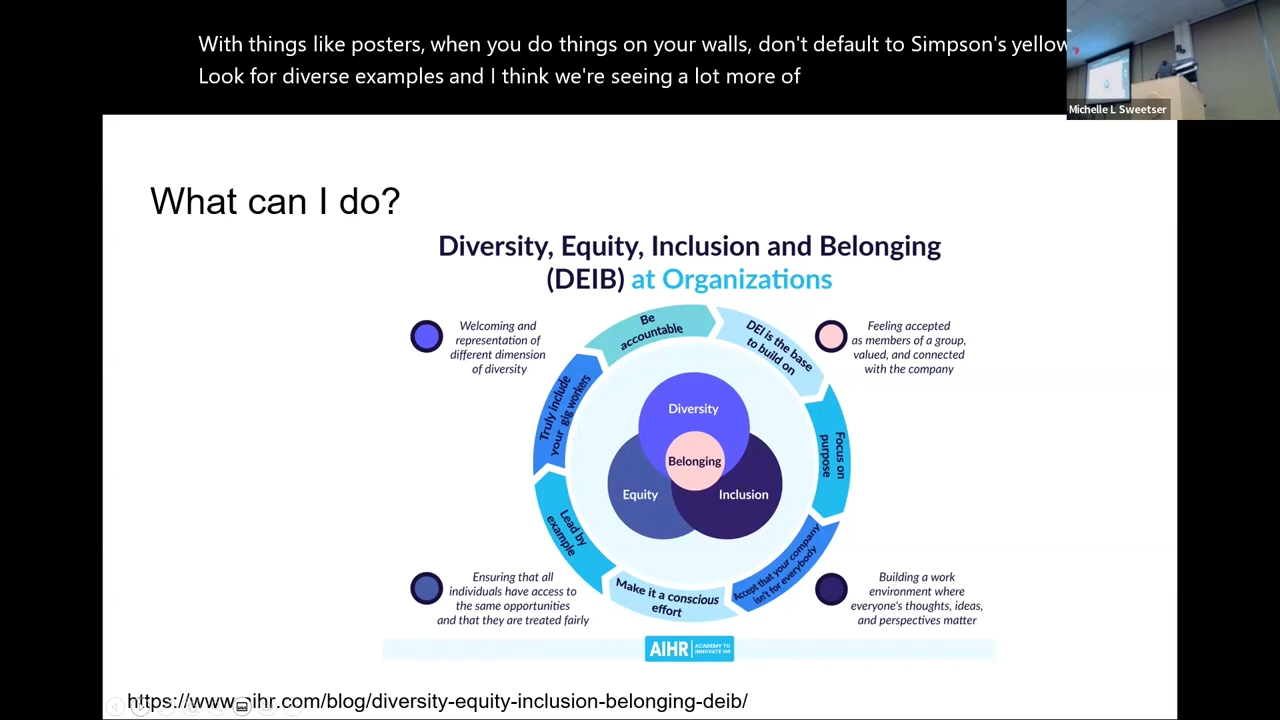 With things like posters, when you do things on your walls, don't default to Simpson's yellow
Look for diverse examples and I think we're seeing a lot more of
Michelle L Sweetser
What can I do?
Diversity, Equity, Inclusion and Belonging
(DEIB) at Organizations
Welcoming and
representation of
different dimension
of diversity
Be
accountable
DEI is the base
to build on
Feeling accepted
as members of a group,
valued, and connected
with the company
Truly include
your gig workers
Diversity
Focus on
purpose
Belonging
Equity
Inclusion
Lead by
example
Accept that your company
isn't for everybody
Make it a conscious
effort
Ensuring that all
individuals have access to
the same opportunities
and that they are treated fairly
Building a work
environment where
everyone's thoughts, ideas,
and perspectives matter
AIHR ACADEMY TO
INNOVATE HR
https://www.aihr.com/blog/diversity-equity-inclusion-belonging-deib/